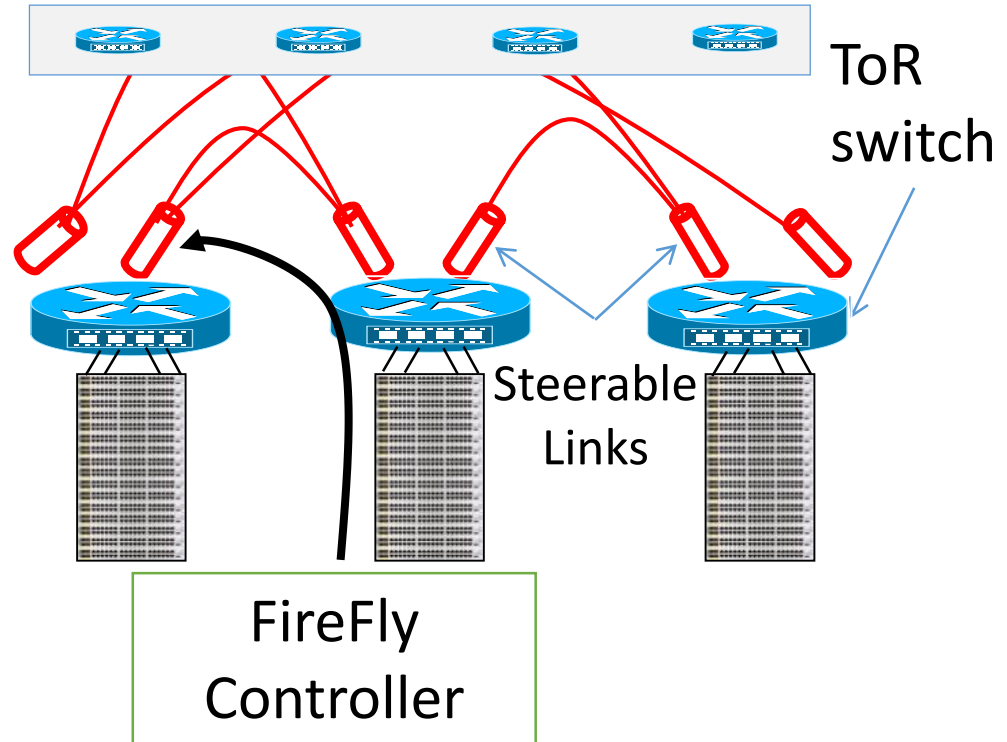 ToR
switch
Steerable
Links
FireFly
Controller